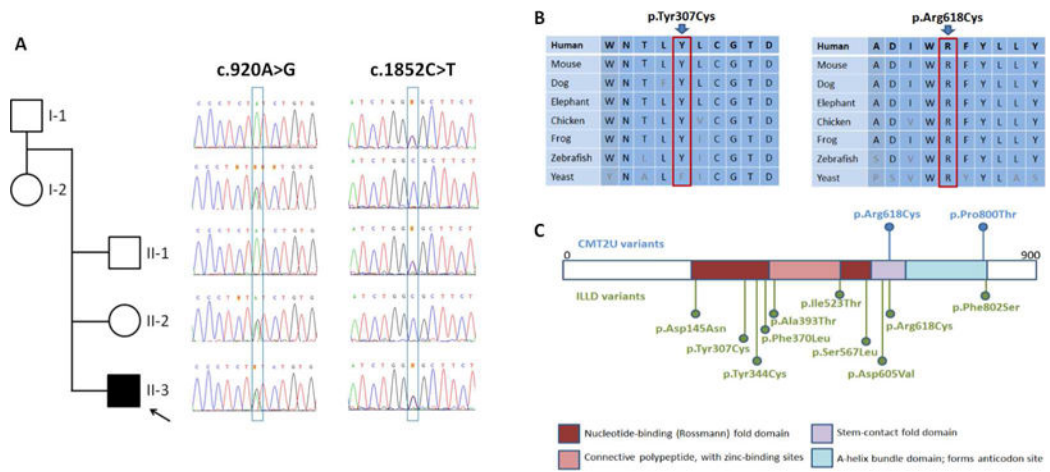 A
c.920A>G
c.1852C>T
I-1
I-2
II-1
II-2
II-3
B
p.Tyr307Cys
Human W N T L Y L C G T D
Mouse W N T L Y L C G T D
Dog W N T F Y L C G T D
Elephant W N T L Y L C G T D
Chicken W N T L Y V C G T D
Frog W N T L Y C G T D
Zebrafish W N L L Y I C G T D
Yeast Y N A L F I C G T D
p.Arg618Cys
Human A D I W R F Y L L Y
Mouse A D I W R F Y L L Y
Dog A D I W R F Y L L Y
Elephant A D I W R F Y L L Y
Chicken A D V W R F Y L L Y
Frog A D I W R F Y L L Y
Zebrafish S D V W R F Y L L Y
Yeast P S V W R Y Y L A S
C
p.Arg618Cys
p.Pro800Thr
CMT2U variants
0
900
ILLD variants
p.Asp145Asn
p.Tyr307Cys
p.Tyr344Cys
p.Phe370Leu
p.Ala393Thr
p.Ile523Thr
p.Ser567Leu
p.Asp605Val
p.Arg618Cys
p.Phe802Ser
Nucleotide-binding (Rossmann) fold domain
Connective polypeptide, with zinc-binding sites
Stem-contact fold domain
A-helix bundle domain; forms anticodon site